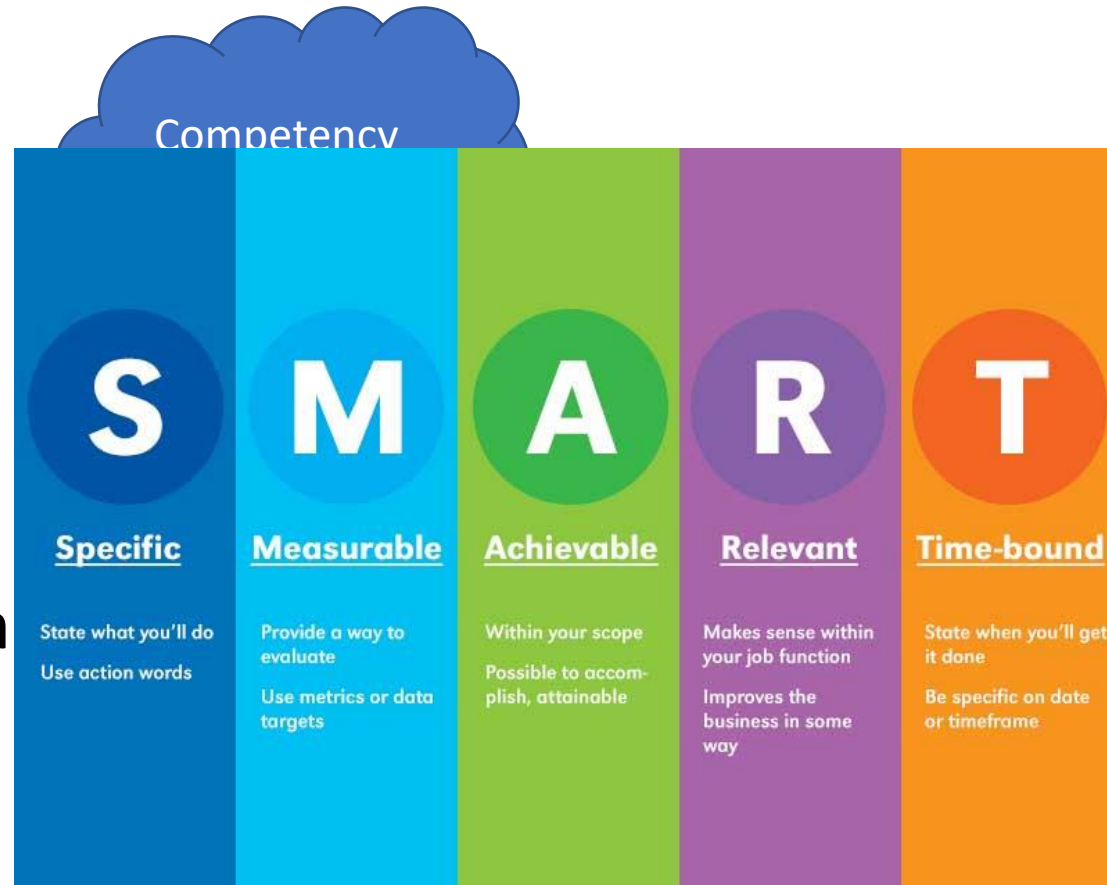 Competency
S
Specific
State what you'll do
Use action words
M
Measurable
Provide a way to
evaluate
Use metrics or data
targets
A
Achievable
Within your scope
Possible to accom-
plish, attainable
R
Relevant
Makes sense within
your job function
Improves the
business in some
way
T
Time-bound
State when you'll get
it done
Be specific on date
or timeframe